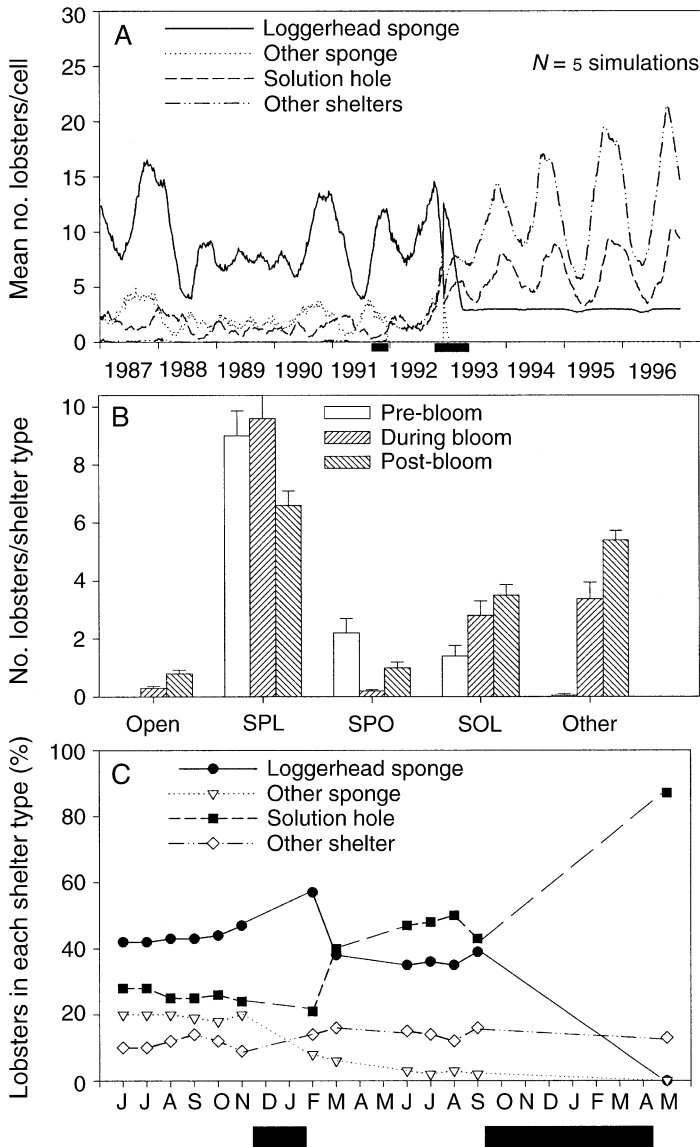 A
Loggerhead sponge
Other sponge
Solution hole
Other shelters
N = 5 simulations
Mean no. lobsters/cell
30
25
20
15
10
5
0
1987 1988 1989 1990 1991 1992 1993 1994 1995 1996
B
Pre-bloom
During bloom
Post-bloom
No. lobsters/shelter type
10
8
6
4
2
0
Open SPL SPO SOL Other
C
Loggerhead sponge
Other sponge
Solution hole
Other shelter
Lobsters in each shelter type (%)
100
80
60
40
20
0
J J A S O N D J F M A M J J A S O N D J F M A M